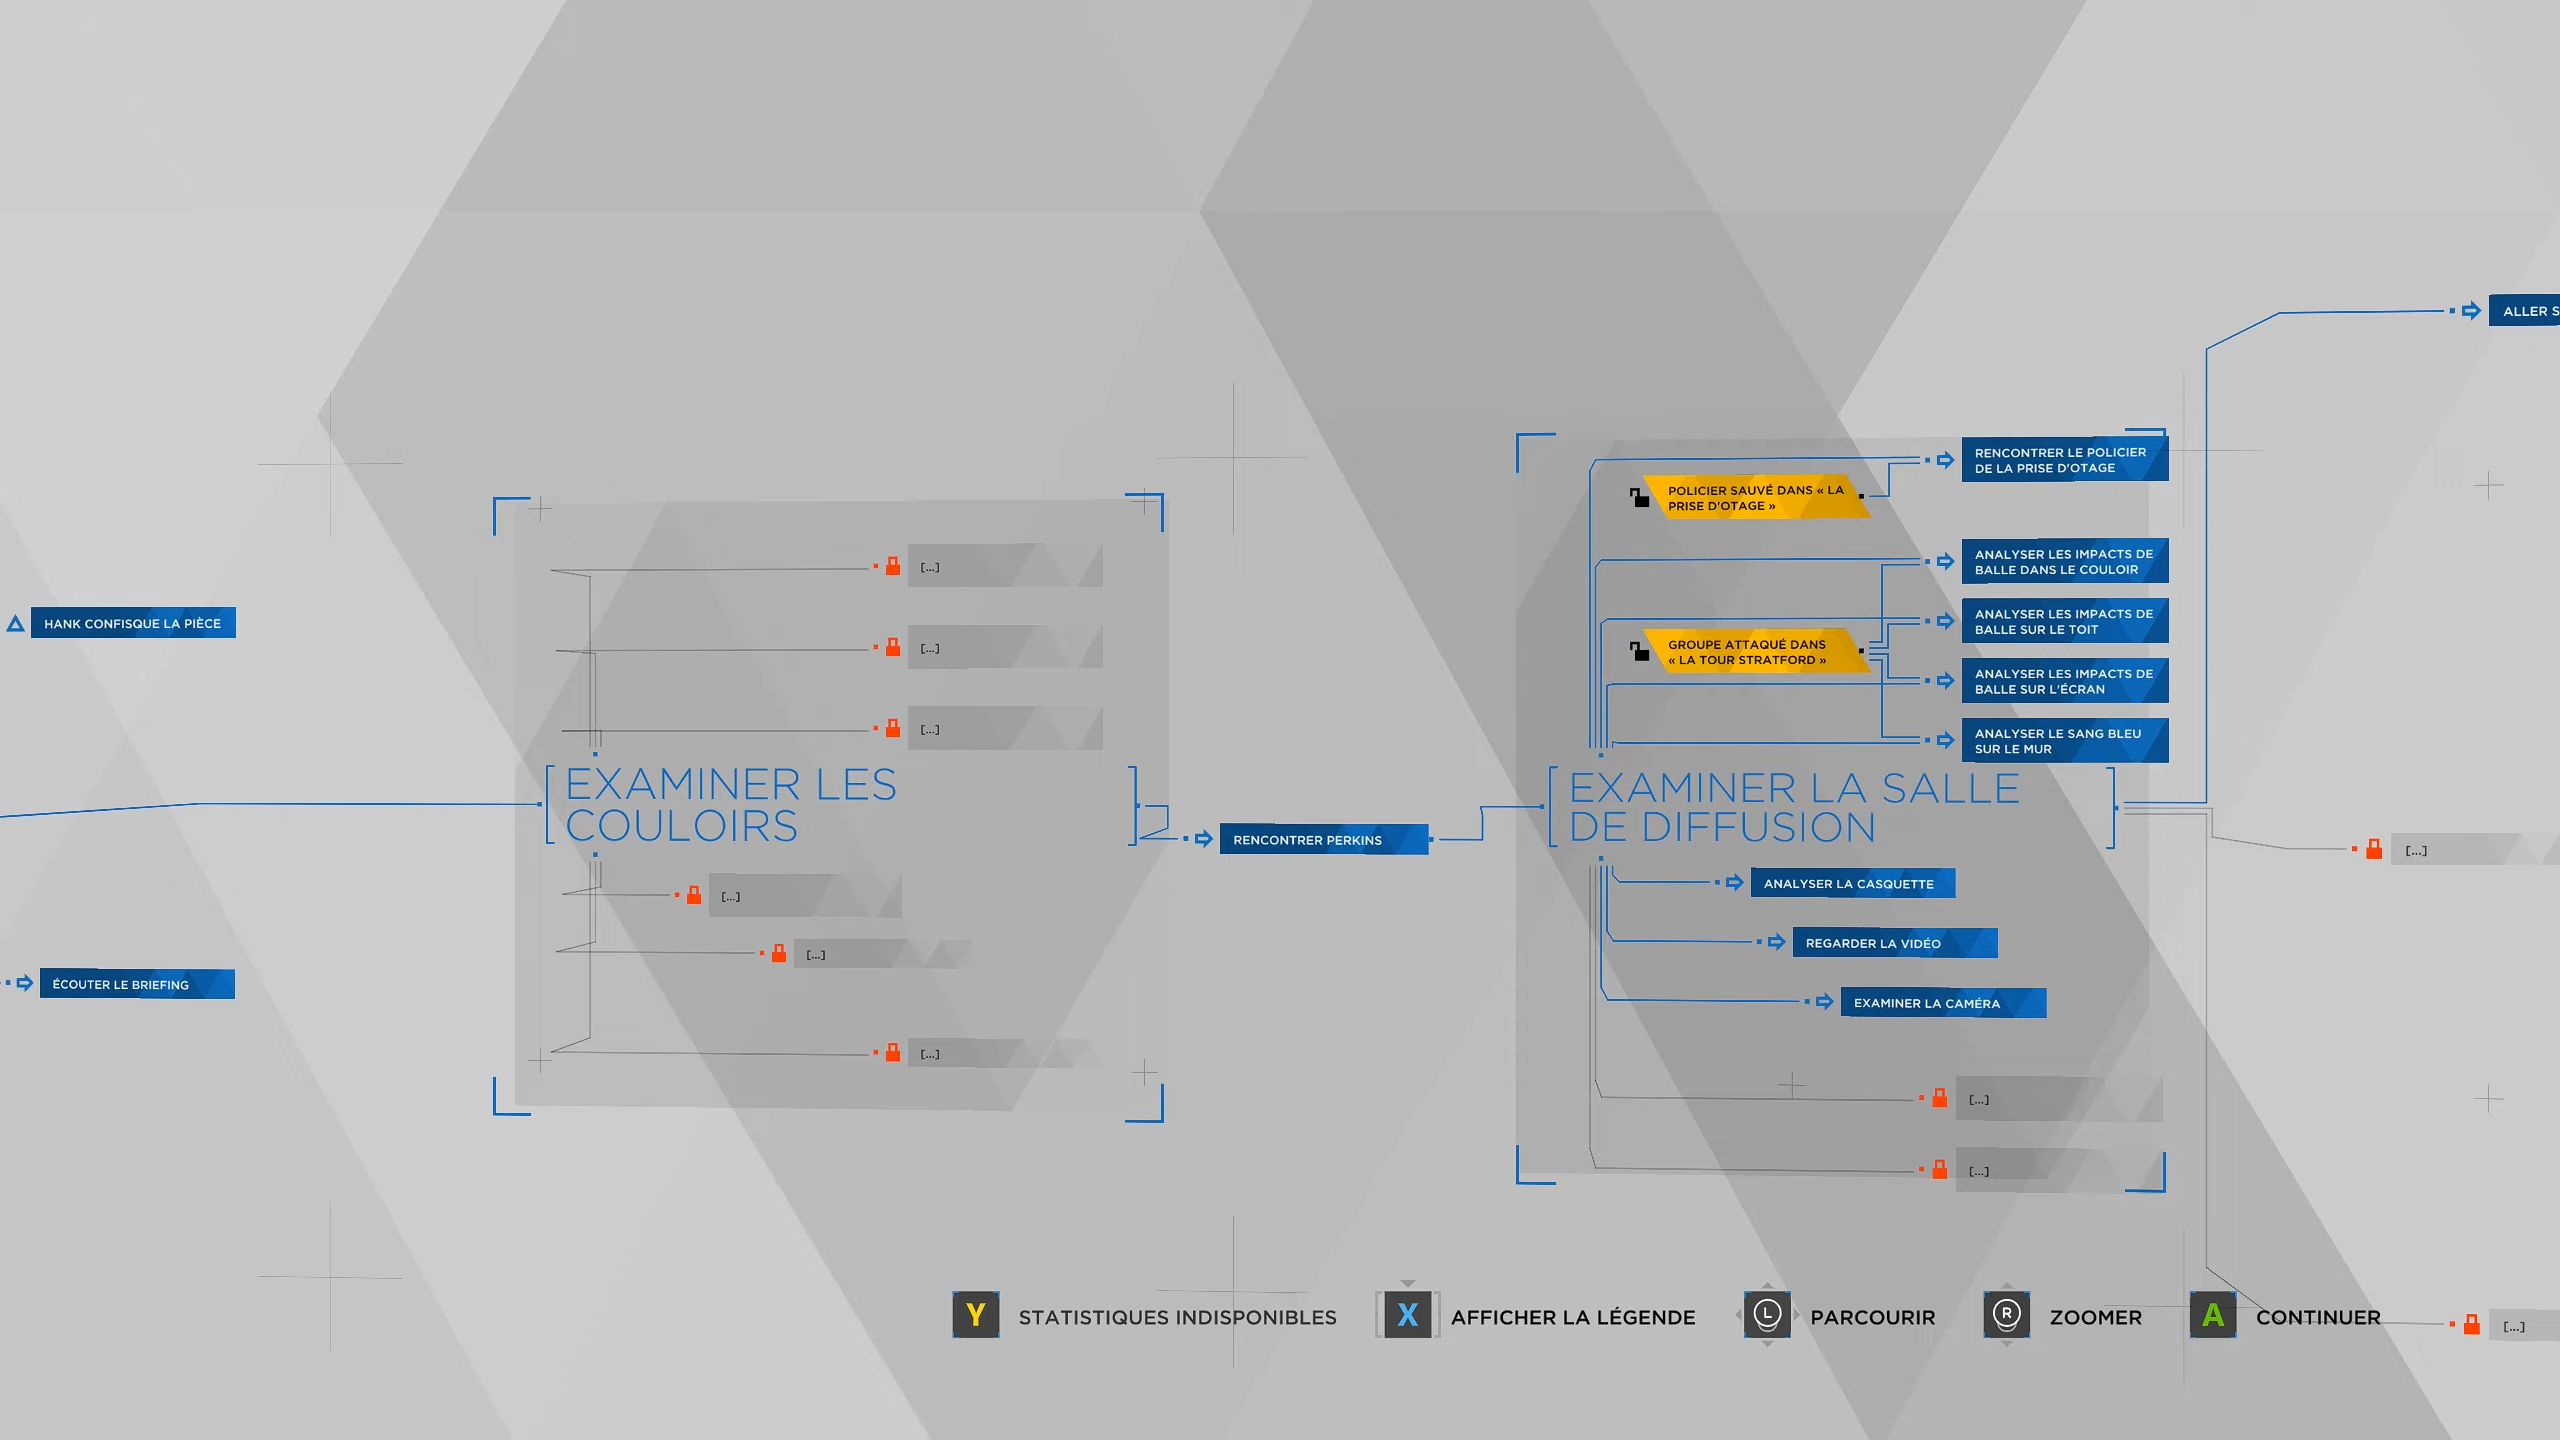 HANK CONFISQUE LA PIÈCE
ÉCOUTER LE BRIEFING
[...]
[...]
[...]
EXAMINER LES
COULOIRS
[...]
[...]
[...]
RENCONTRER PERKINS
RENCONTRER LE POLICIER
DE LA PRISE D'OTAGE
POLICIER SAUVÉ DANS « LA
PRISE D'OTAGE »
ANALYSER LES IMPACTS DE
BALLE DANS LE COULOIR
ANALYSER LES IMPACTS DE
BALLE SUR LE TOIT
GROUPE ATTAQUÉ DANS
« LA TOUR STRATFORD »
ANALYSER LES IMPACTS DE
BALLE SUR L'ÉCRAN
ANALYSER LE SANG BLEU
SUR LE MUR
EXAMINER LA SALLE
DE DIFFUSION
ANALYSER LA CASQUETTE
REGARDER LA VIDÉO
EXAMINER LA CAMÉRA
[...]
[...]
ALLER S
[...]
[...]
Y STATISTIQUES INDISPONIBLES X AFFICHER LA LÉGENDE L PARCOURIR R ZOOMER A CONTINUER